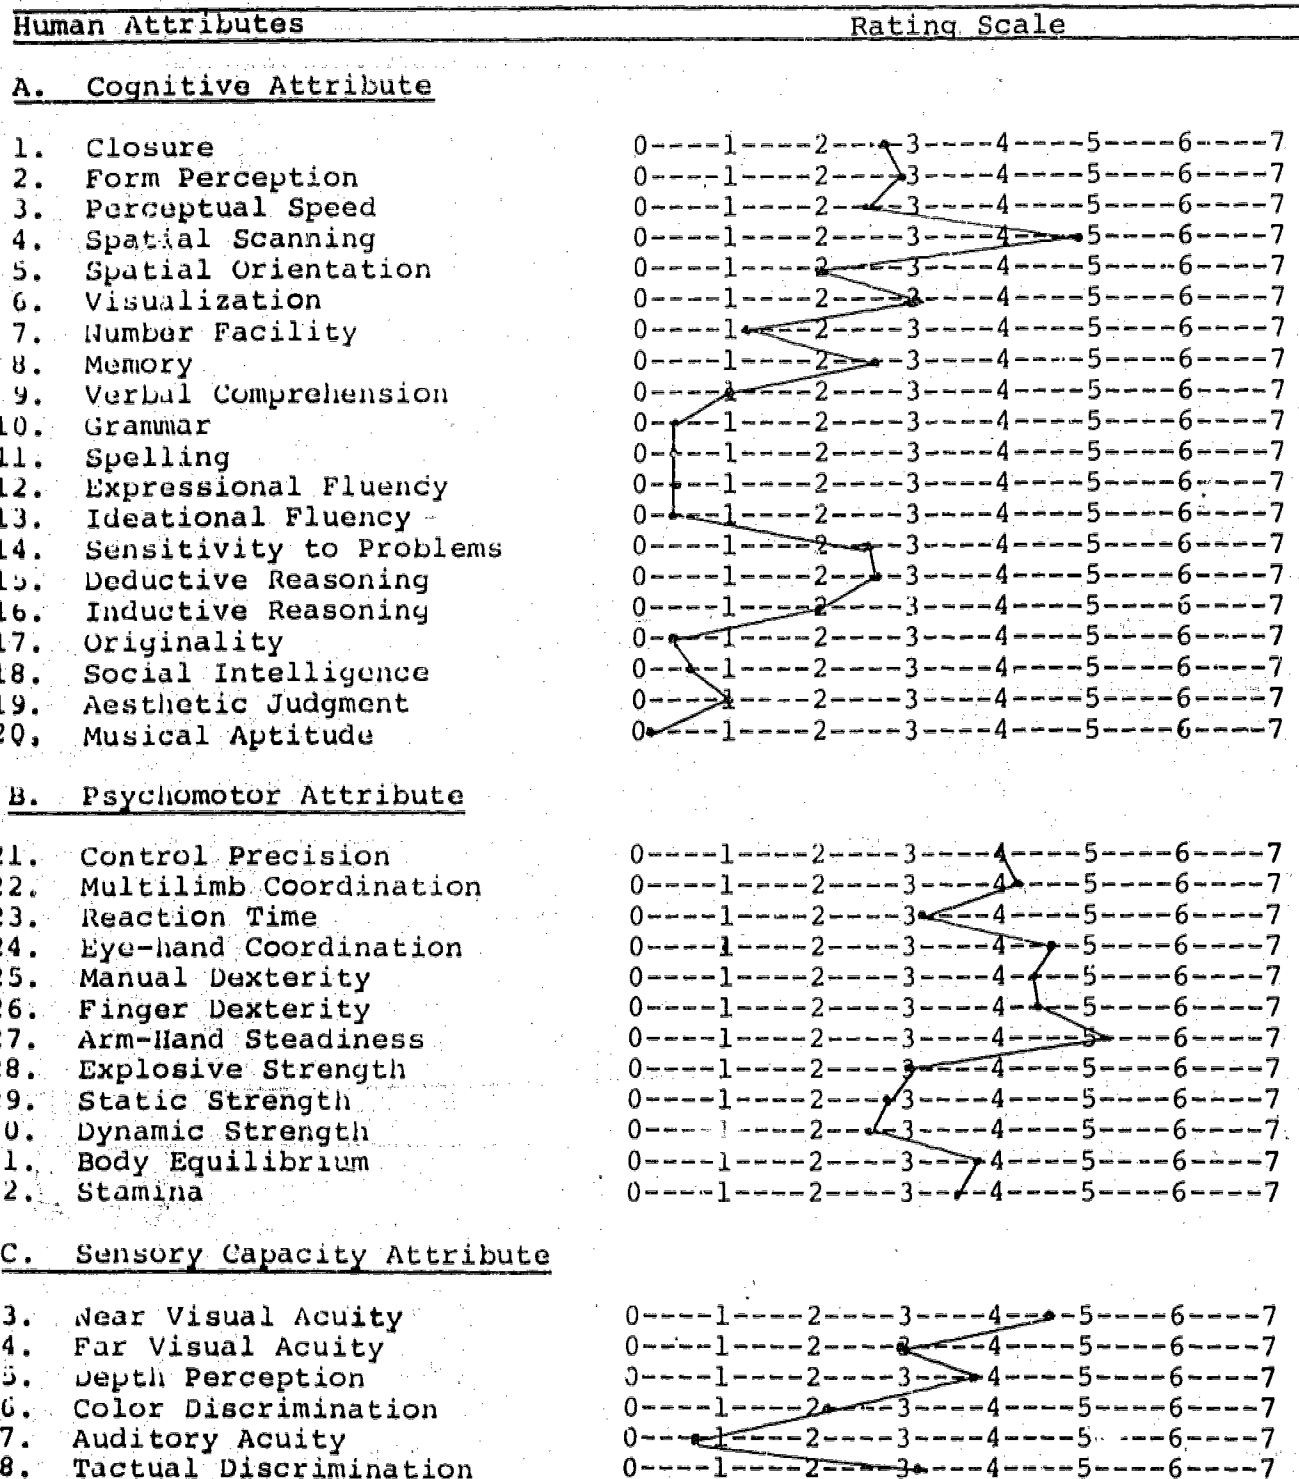 Human Attributes Rating Scale
A. Cognitive Attribute
1. Closure 0----1----2----3----4----5----6----7
2. Form Perception 0----1----2----3----4----5----6----7
3. Perceptual Speed 0----1----2----3----4----5----6----7
4. Spatial Scanning 0----1----2----3----4----5----6----7
5. Spatial Orientation 0----1----2----3----4----5----6----7
6. Visualization 0----1----2----3----4----5----6----7
7. Number Facility 0----1----2----3----4----5----6----7
8. Memory 0----1----2----3----4----5----6----7
9. Verbal Comprehension 0----1----2----3----4----5----6----7
10. Grammar 0----1----2----3----4----5----6----7
11. Spelling 0----1----2----3----4----5----6----7
12. Expressional Fluency 0----1----2----3----4----5----6----7
13. Ideational Fluency 0----1----2----3----4----5----6----7
14. Sensitivity to Problems 0----1----2----3----4----5----6----7
15. Deductive Reasoning 0----1----2----3----4----5----6----7
16. Inductive Reasoning 0----1----2----3----4----5----6----7
17. Originality 0----1----2----3----4----5----6----7
18. Social Intelligence 0----1----2----3----4----5----6----7
19. Aesthetic Judgment 0----1----2----3----4----5----6----7
20. Musical Aptitude 0----1----2----3----4----5----6----7
B. Psychomotor Attribute
21. Control Precision 0----1----2----3----4----5----6----7
22. Multilimb Coordination 0----1----2----3----4----5----6----7
23. Reaction Time 0----1----2----3----4----5----6----7
24. Eye-hand Coordination 0----1----2----3----4----5----6----7
25. Manual Dexterity 0----1----2----3----4----5----6----7
26. Finger Dexterity 0----1----2----3----4----5----6----7
27. Arm-Hand Steadiness 0----1----2----3----4----5----6----7
28. Explosive Strength 0----1----2----3----4----5----6----7
29. Static Strength 0----1----2----3----4----5----6----7
0. Dynamic Strength 0----1----2----3----4----5----6----7
1. Body Equilibrium 0----1----2----3----4----5----6----7
2. Stamina 0----1----2----3----4----5----6----7
C. Sensory Capacity Attribute
3. Near Visual Acuity 0----1----2----3----4----5----6----7
4. Far Visual Acuity 0----1----2----3----4----5----6----7
5. Depth Perception 0----1----2----3----4----5----6----7
6. Color Discrimination 0----1----2----3----4----5----6----7
7. Auditory Acuity 0----1----2----3----4----5----6----7
8. Tactual Discrimination 0----1----2----3----4----5----6----7